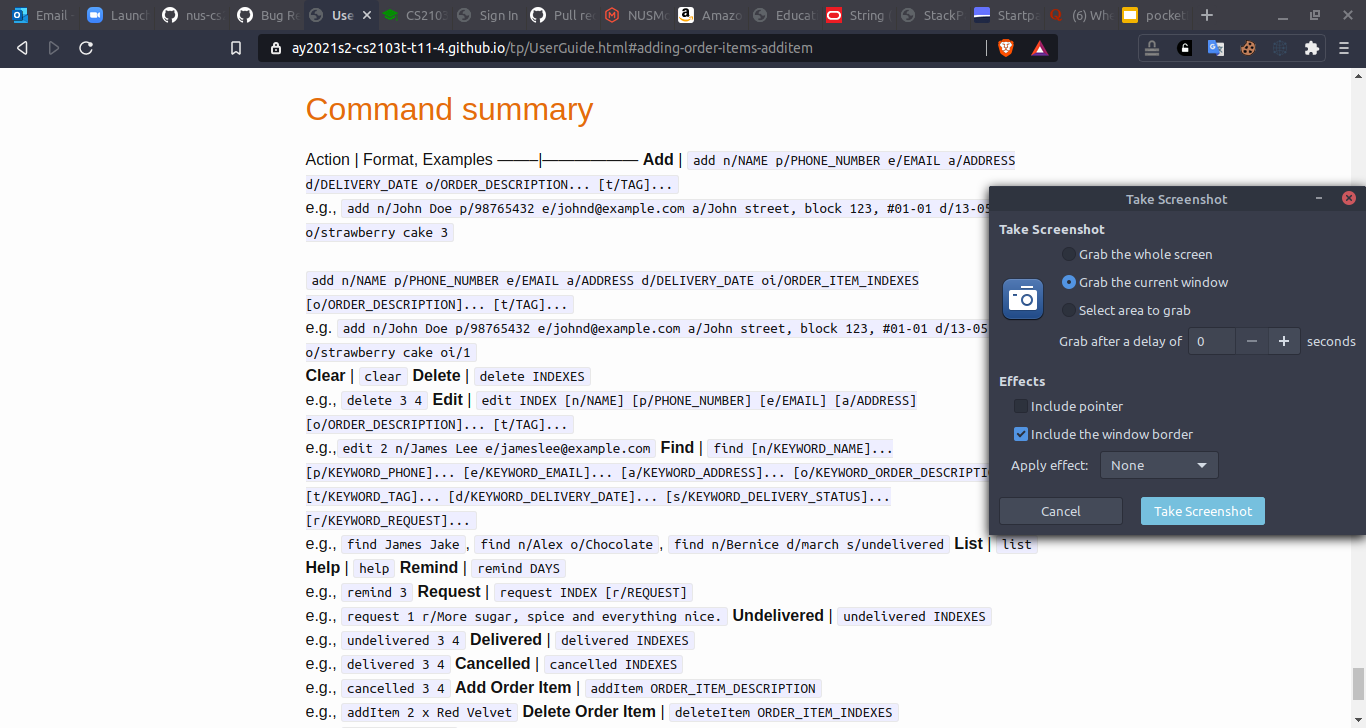 Email - nus-cs Launch Bug Re Use CS2103 Sign In Pull re NUSMo Amazo Educat String StackP Startpa (6) Whe pocket
ay2021s2-cs2103t-t11-4.github.io/tp/UserGuide.html#adding-order-items-additem
Command summary
Action | Format, Examples ——–|—————— Add | add n/NAME p/PHONE_NUMBER e/EMAIL a/ADDRESS
d/DELIVERY_DATE o/ORDER_DESCRIPTION... [t/TAG]...
e.g., add n/John Doe p/98765432 e/johnd@example.com a/John street, block 123, #01-01 d/13-05
o/strawberry cake 3
add n/NAME p/PHONE_NUMBER e/EMAIL a/ADDRESS d/DELIVERY_DATE oi/ORDER_ITEM_INDEXES
[o/ORDER_DESCRIPTION]... [t/TAG]...
e.g. add n/John Doe p/98765432 e/johnd@example.com a/John street, block 123, #01-01 d/13-05
o/strawberry cake oi/1
Clear | clear Delete | delete INDEXES
e.g., delete 3 4 Edit | edit INDEX [n/NAME] [p/PHONE_NUMBER] [e/EMAIL] [a/ADDRESS]
[o/ORDER_DESCRIPTION]... [t/TAG]...
e.g., edit 2 n/James Lee e/jameslee@example.com Find | find [n/KEYWORD_NAME]...
[p/KEYWORD_PHONE]... [e/KEYWORD_EMAIL]... [a/KEYWORD_ADDRESS]... [o/KEYWORD_ORDER_DESCRIPTIO
[t/KEYWORD_TAG]... [d/KEYWORD_DELIVERY_DATE]... [s/KEYWORD_DELIVERY_STATUS]...
[r/KEYWORD_REQUEST]...
e.g., find James Jake, find n/Alex o/Chocolate, find n/Bernice d/march s/undelivered List | list
Help | help Remind | remind DAYS
e.g., remind 3 Request | request INDEX [r/REQUEST]
e.g., request 1 r/More sugar, spice and everything nice. Undelivered | undelivered INDEXES
e.g., undelivered 3 4 Delivered | delivered INDEXES
e.g., delivered 3 4 Cancelled | cancelled INDEXES
e.g., cancelled 3 4 Add Order Item | addItem ORDER_ITEM_DESCRIPTION
e.g., addItem 2 x Red Velvet Delete Order Item | deleteItem ORDER_ITEM_INDEXES
Take Screenshot
Take Screenshot
Grab the whole screen
Grab the current window
Select area to grab
Grab after a delay of 0 − + seconds
Effects
Include pointer
Include the window border
Apply effect: None
Cancel Take Screenshot